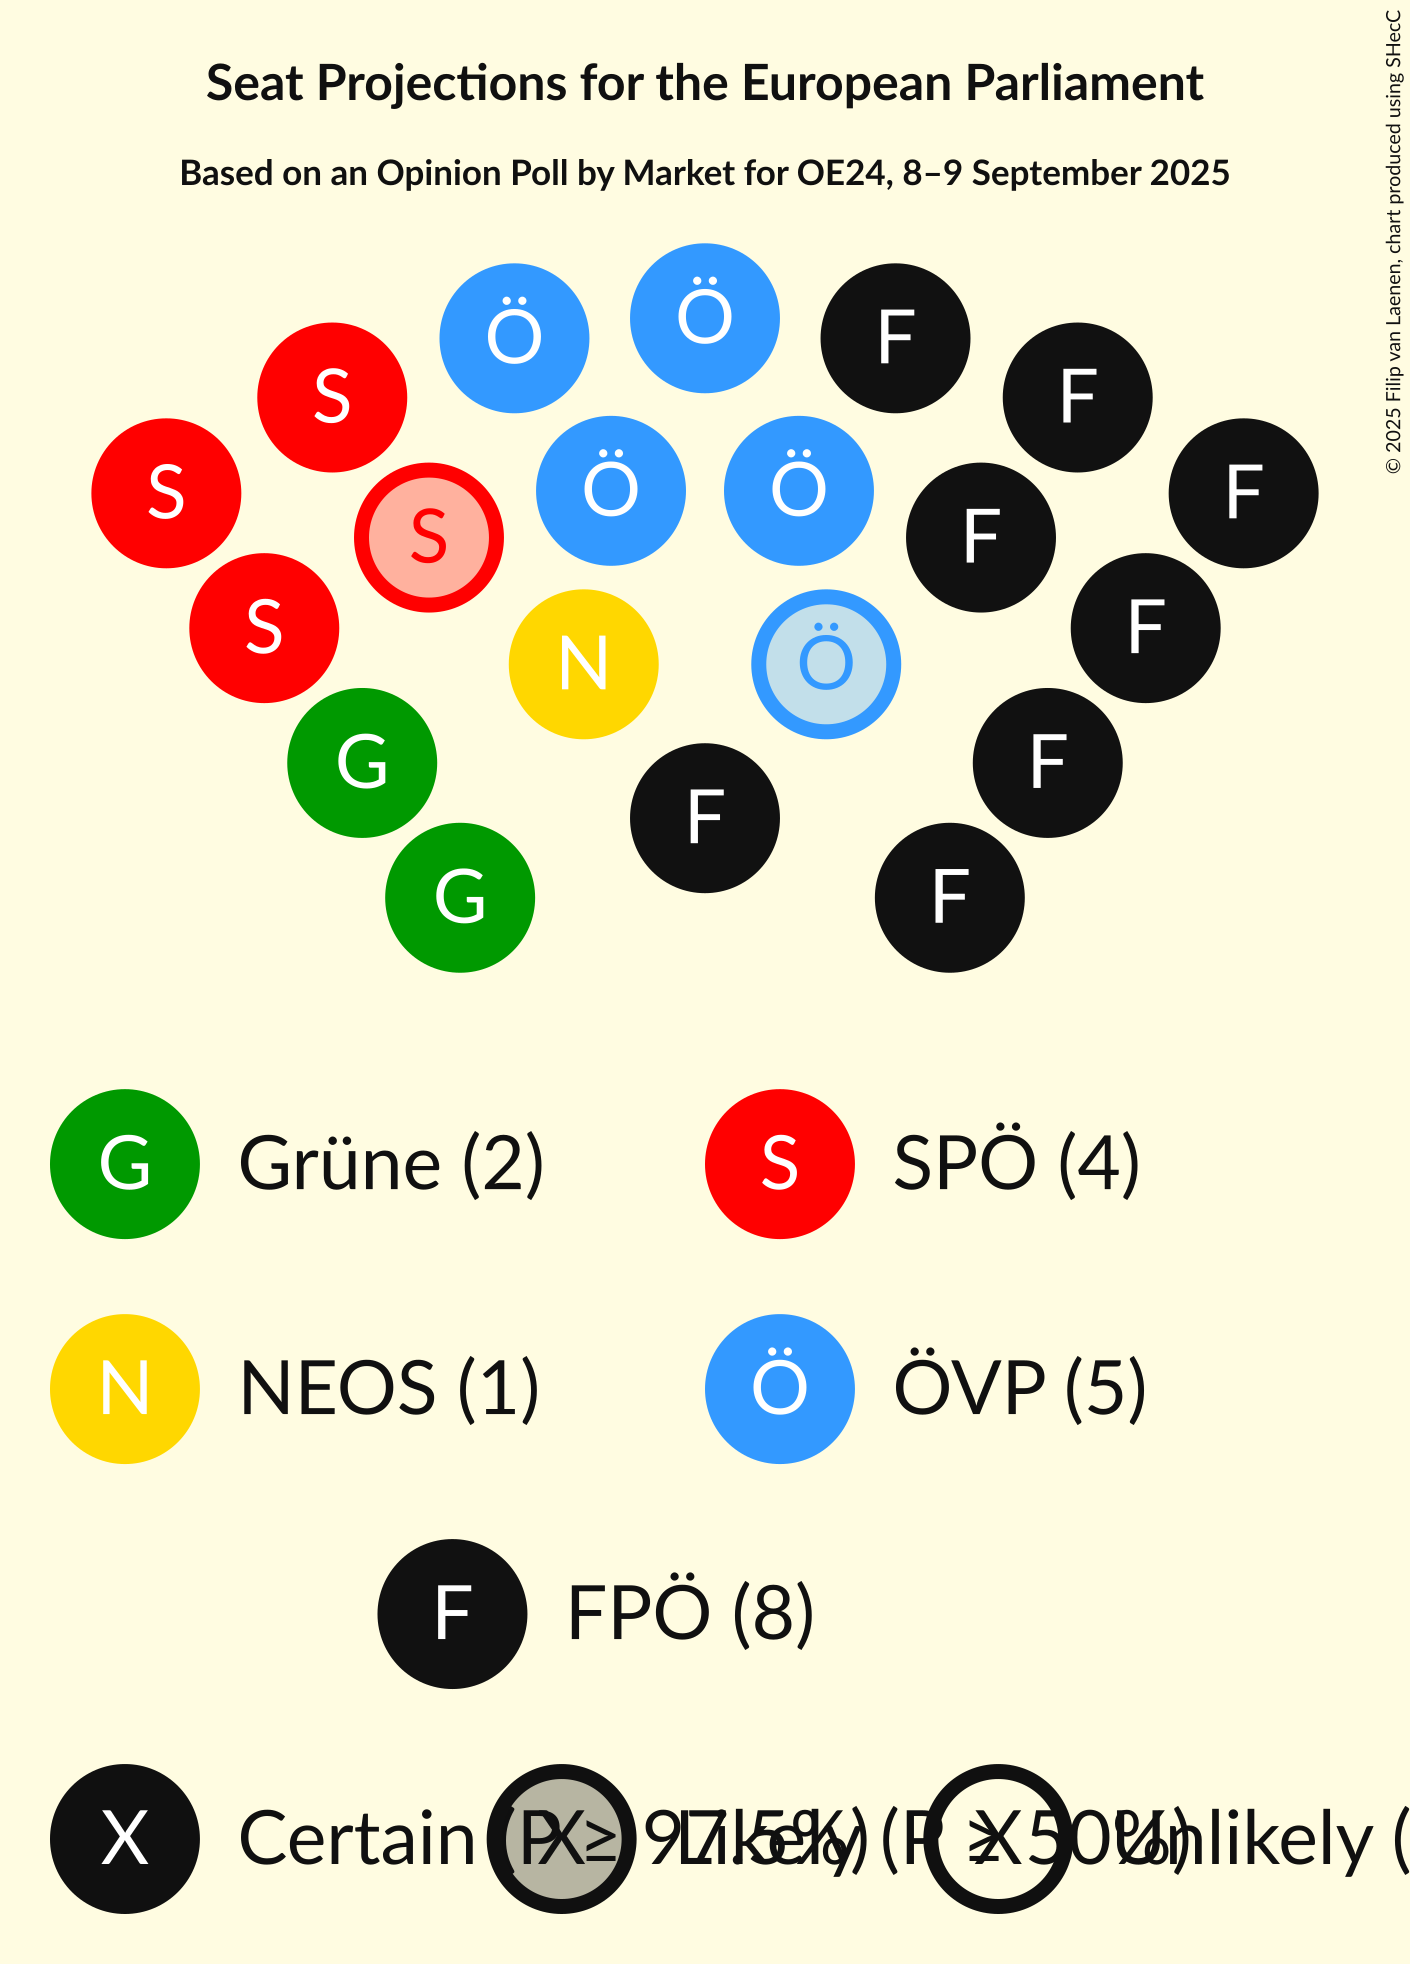 Seat Projections for the European Parliament
Based on an Opinion Poll by Market for OE24, 8–9 September 2025
© 2025 Filip van Laenen, chart produced using SHecC
Ö
Ö
F
S
F
S
Ö
Ö
F
S
F
S
N
Ö
F
G
F
F
G
F
G Grüne (2)
S SPÖ (4)
N NEOS (1)
Ö ÖVP (5)
F FPÖ (8)
X Certain (P ≥ 97.5%)
X Likely (P ≥ 50%)
X Unlikely (